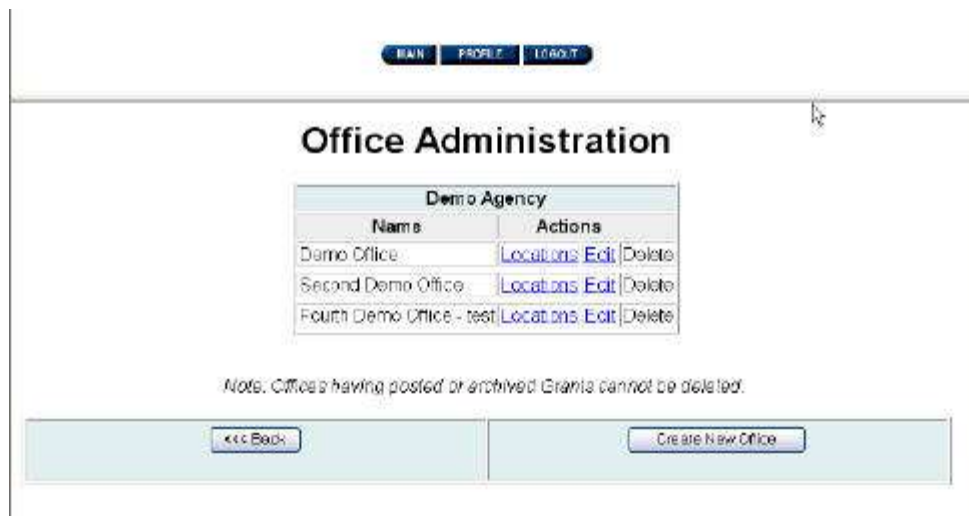 MAIN PROFILE LOGOUT
Office Administration
Demo Agency
Name Actions
Demo Office Locations Edit Delete
Second Demo Office Locations Edit Delete
Fourth Demo Office - test Locations Edit Delete
Note: Offices having posted or archived Grants cannot be deleted.
<<< Back Create New Office